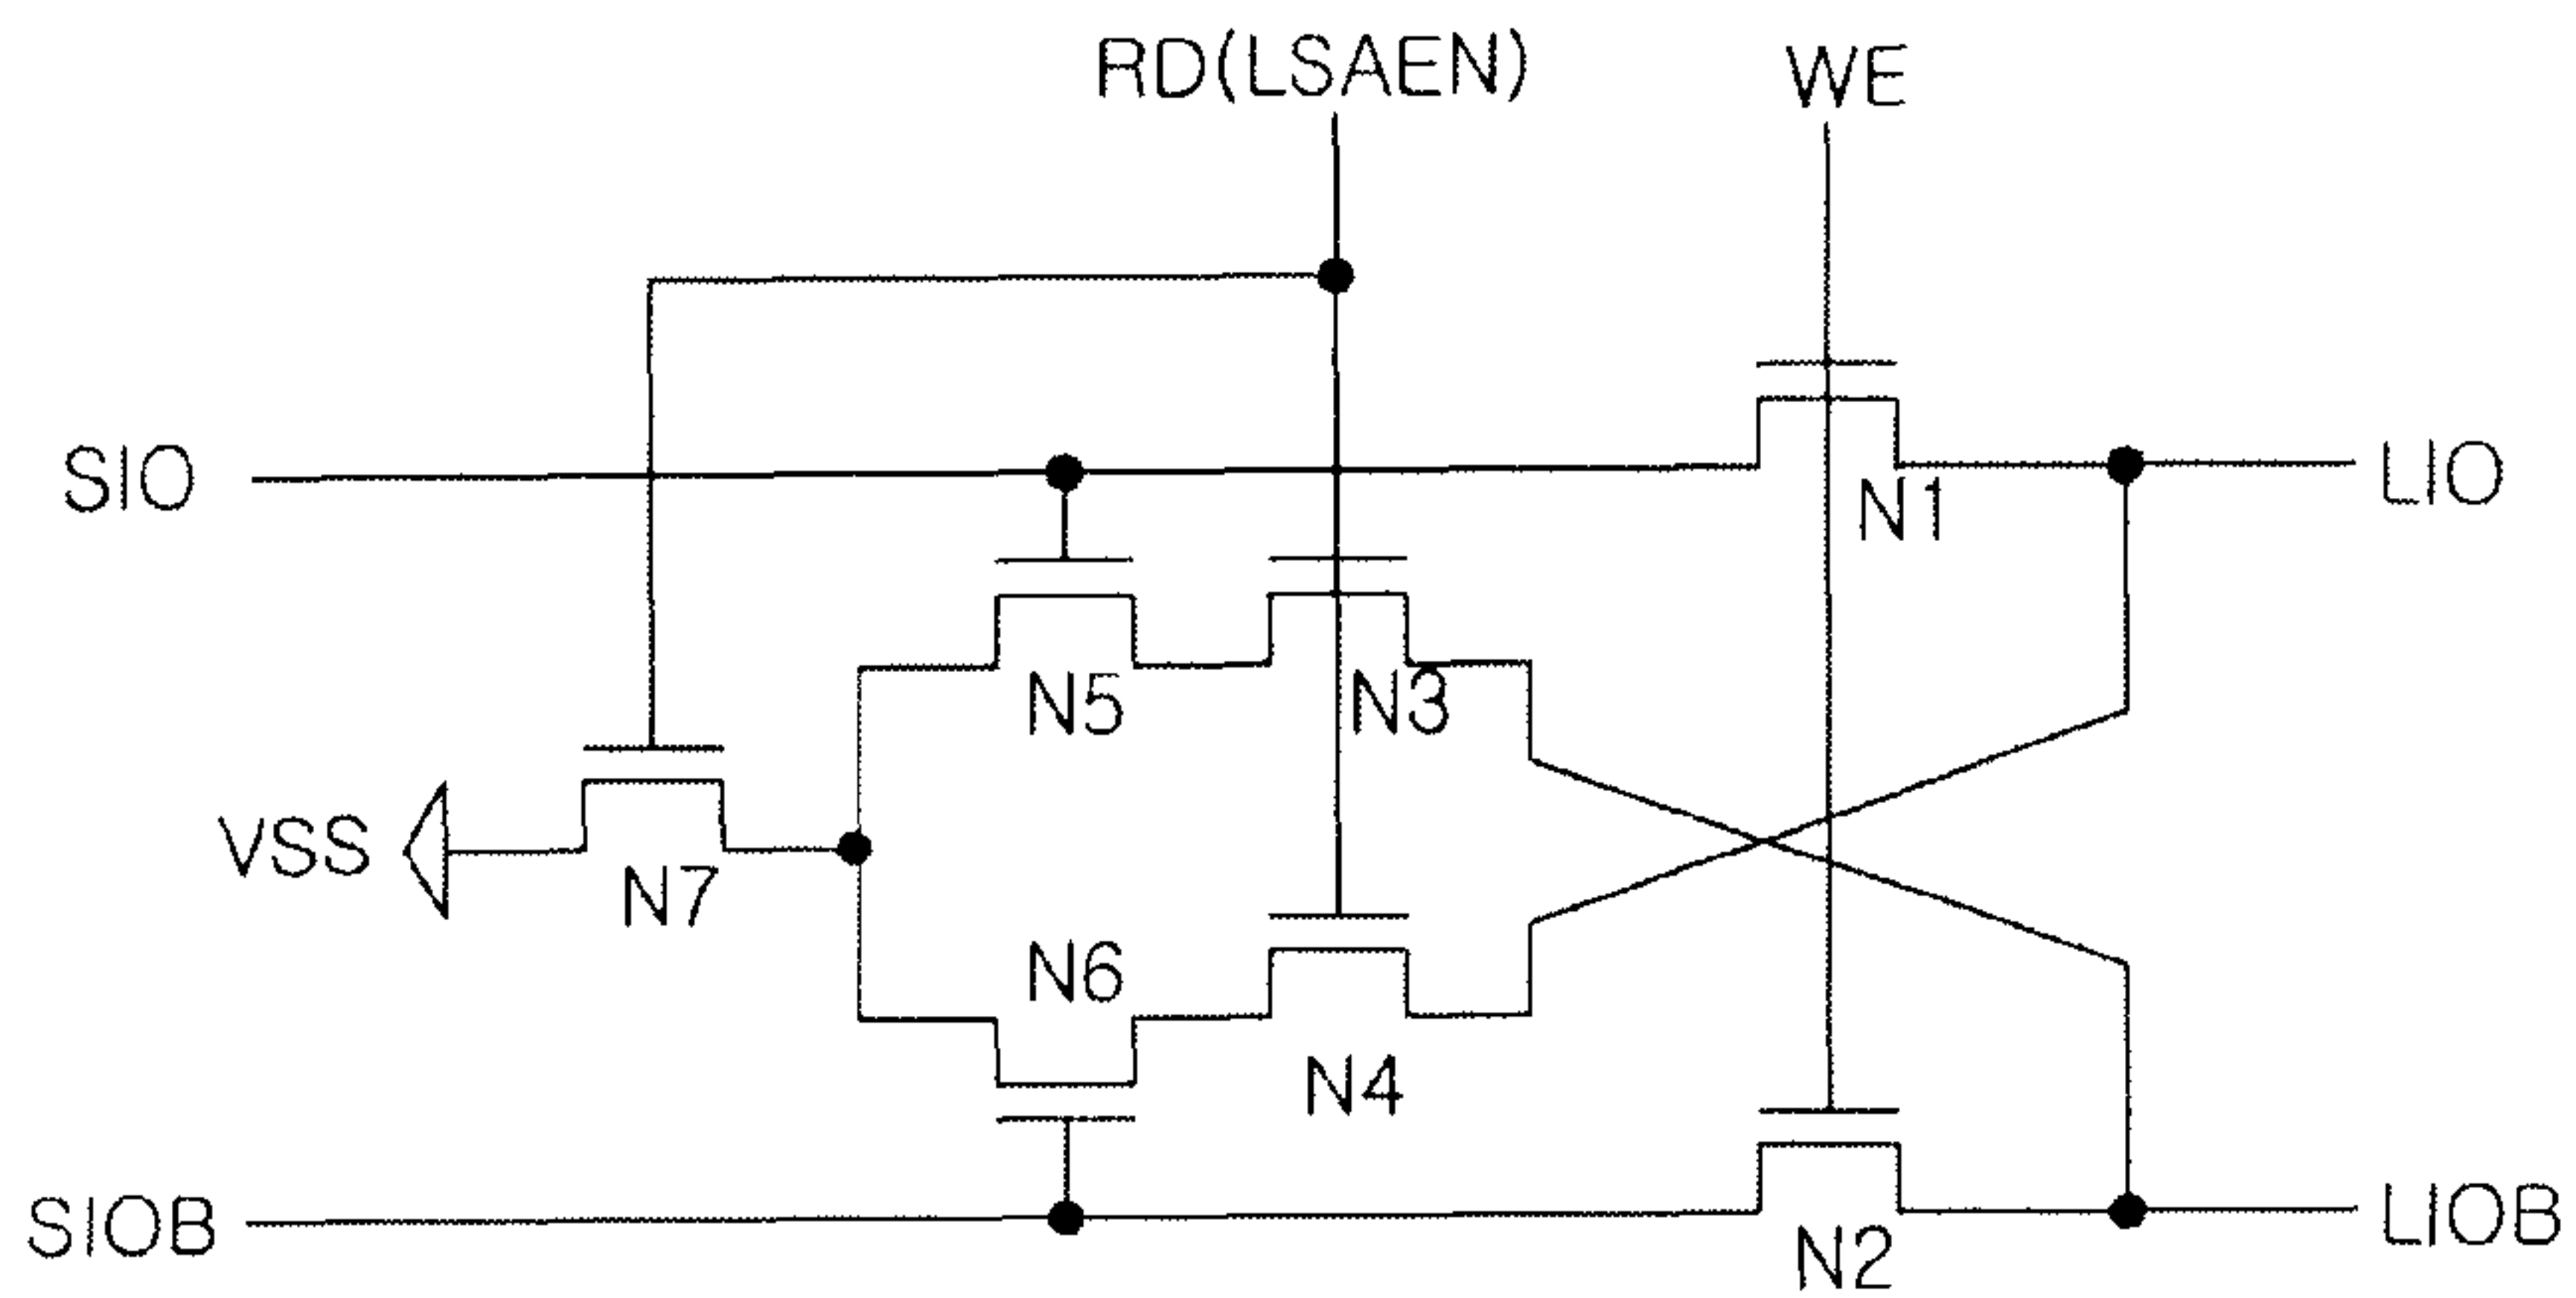 RD(LSAEN)
WE
SIO
LIO
N1
N5
N3
VSS
N7
N6
N4
SIOB
LIOB
N2